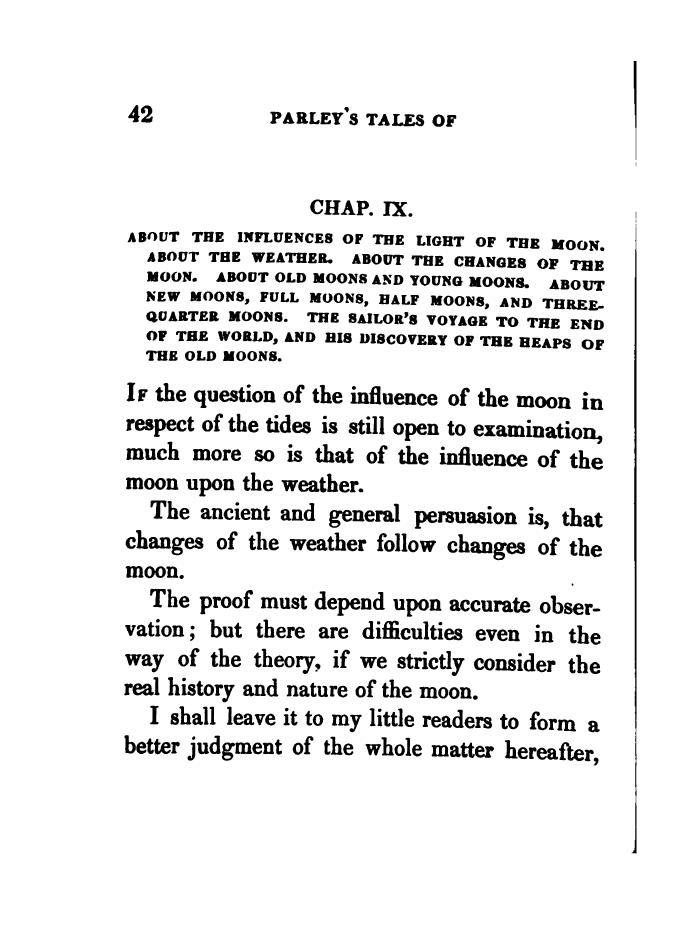 42 PARLEY'S TALES OF
CHAP. IX.
ABOUT THE INFLUENCES OF THE LIGHT OF THE MOON.
ABOUT THE WEATHER. ABOUT THE CHANGES OF THE
MOON. ABOUT OLD MOONS AND YOUNG MOONS. ABOUT
NEW MOONS, FULL MOONS, HALF MOONS, AND THREE-
QUARTER MOONS. THE SAILOR'S VOYAGE TO THE END
OF THE WORLD, AND HIS DISCOVERY OF THE HEAPS OF
THE OLD MOONS.
IF the question of the influence of the moon in
respect of the tides is still open to examination,
much more so is that of the influence of the
moon upon the weather.
The ancient and general persuasion is, that
changes of the weather follow changes of the
moon.
The proof must depend upon accurate obser-
vation; but there are difficulties even in the
way of the theory, if we strictly consider the
real history and nature of the moon.
I shall leave it to my little readers to form a
better judgment of the whole matter hereafter,